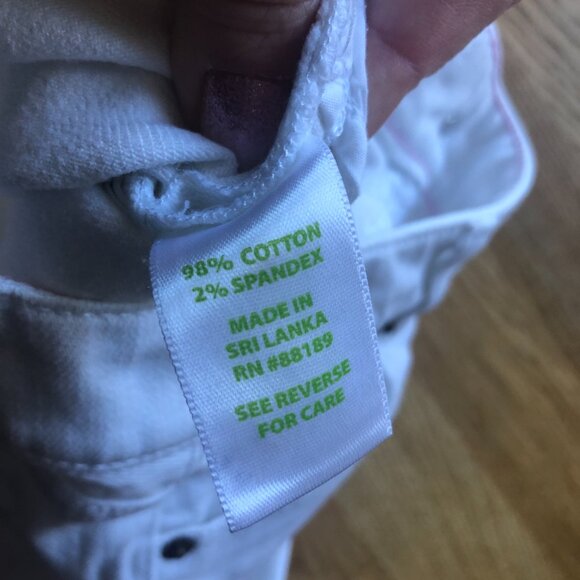 98% COTTON
2% SPANDEX
MADE IN
SRI LANKA
RN #88189
SEE REVERSE
FOR CARE